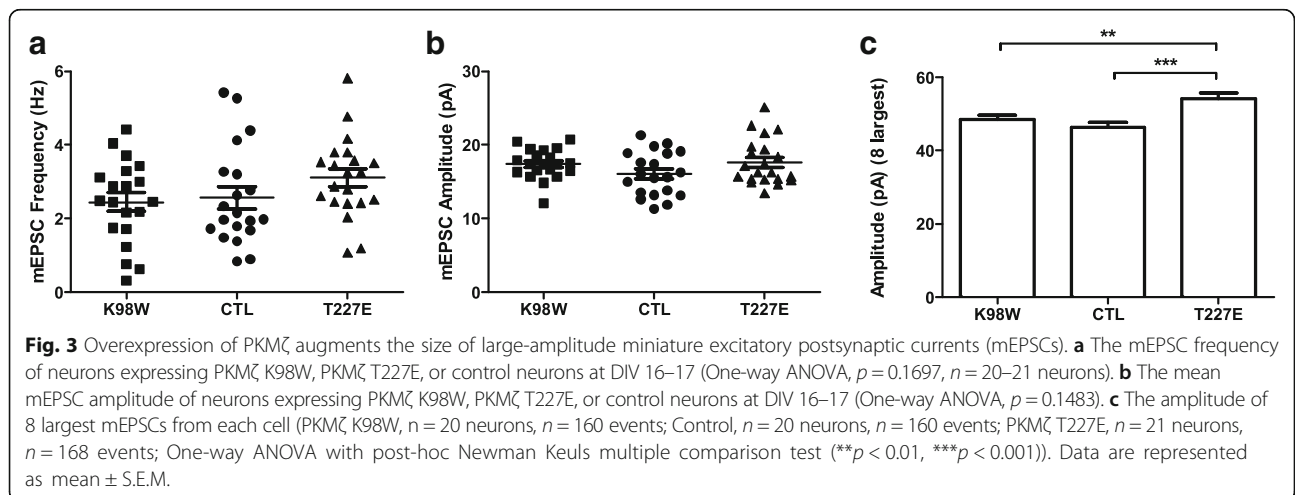 a
mEPSC Frequency (Hz)
6
4
2
0
K98W CTL T227E
b
mEPSC Amplitude (pA)
30
20
10
0
K98W CTL T227E
c
Amplitude (pA) (8 largest)
60
40
20
0
**
***
K98W CTL T227E
Fig. 3 Overexpression of PKMζ augments the size of large-amplitude miniature excitatory postsynaptic currents (mEPSCs). a The mEPSC frequency
of neurons expressing PKMζ K98W, PKMζ T227E, or control neurons at DIV 16–17 (One-way ANOVA, p = 0.1697, n = 20–21 neurons). b The mean
mEPSC amplitude of neurons expressing PKMζ K98W, PKMζ T227E, or control neurons at DIV 16–17 (One-way ANOVA, p = 0.1483). c The amplitude of
8 largest mEPSCs from each cell (PKMζ K98W, n = 20 neurons, n = 160 events; Control, n = 20 neurons, n = 160 events; PKMζ T227E, n = 21 neurons,
n = 168 events; One-way ANOVA with post-hoc Newman Keuls multiple comparison test (**p < 0.01, ***p < 0.001)). Data are represented
as mean ± S.E.M.